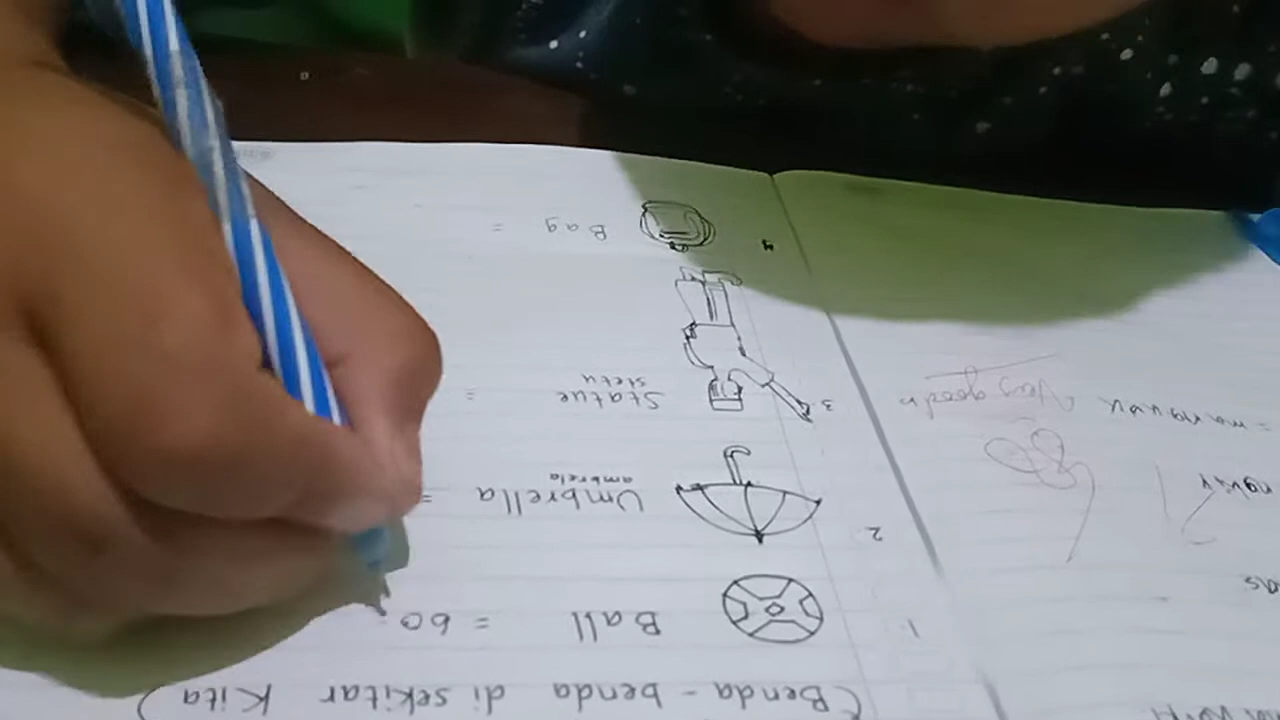 (Benda - benda di sekitar Kita)
1. Ball = bo
2 Umbrella =
ambrela
3. Statue =
stetu
4 Bag =
Very good